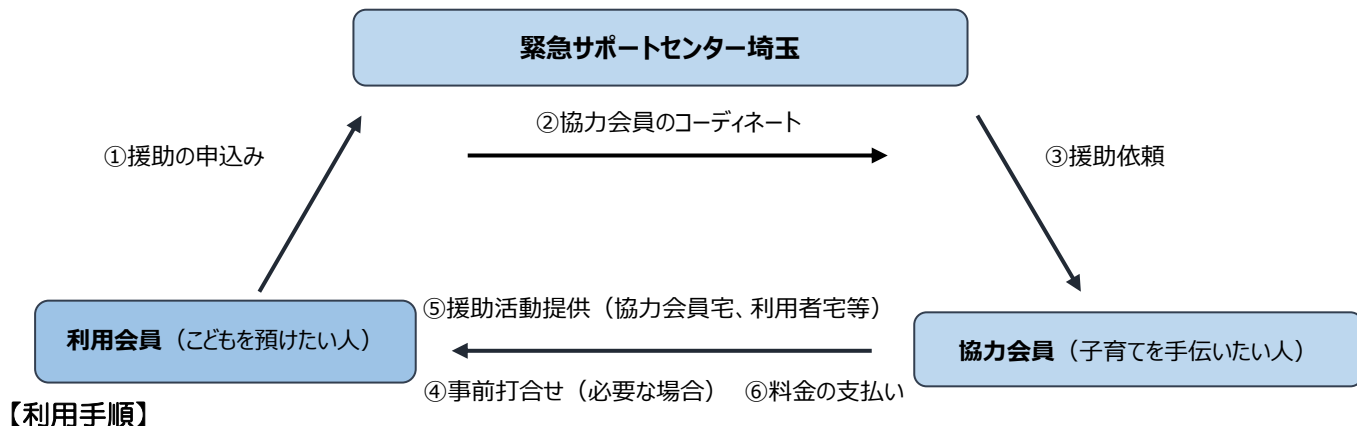 緊急サポートセンター埼玉
②協力会員のコーディネート
①援助の申込み
③援助依頼
⑤援助活動提供（協力会員宅、利用者宅等）
利用会員（こどもを預けたい人）
協力会員（子育てを手伝いたい人）
④事前打合せ（必要な場合）　⑥料金の支払い
【利用手順】